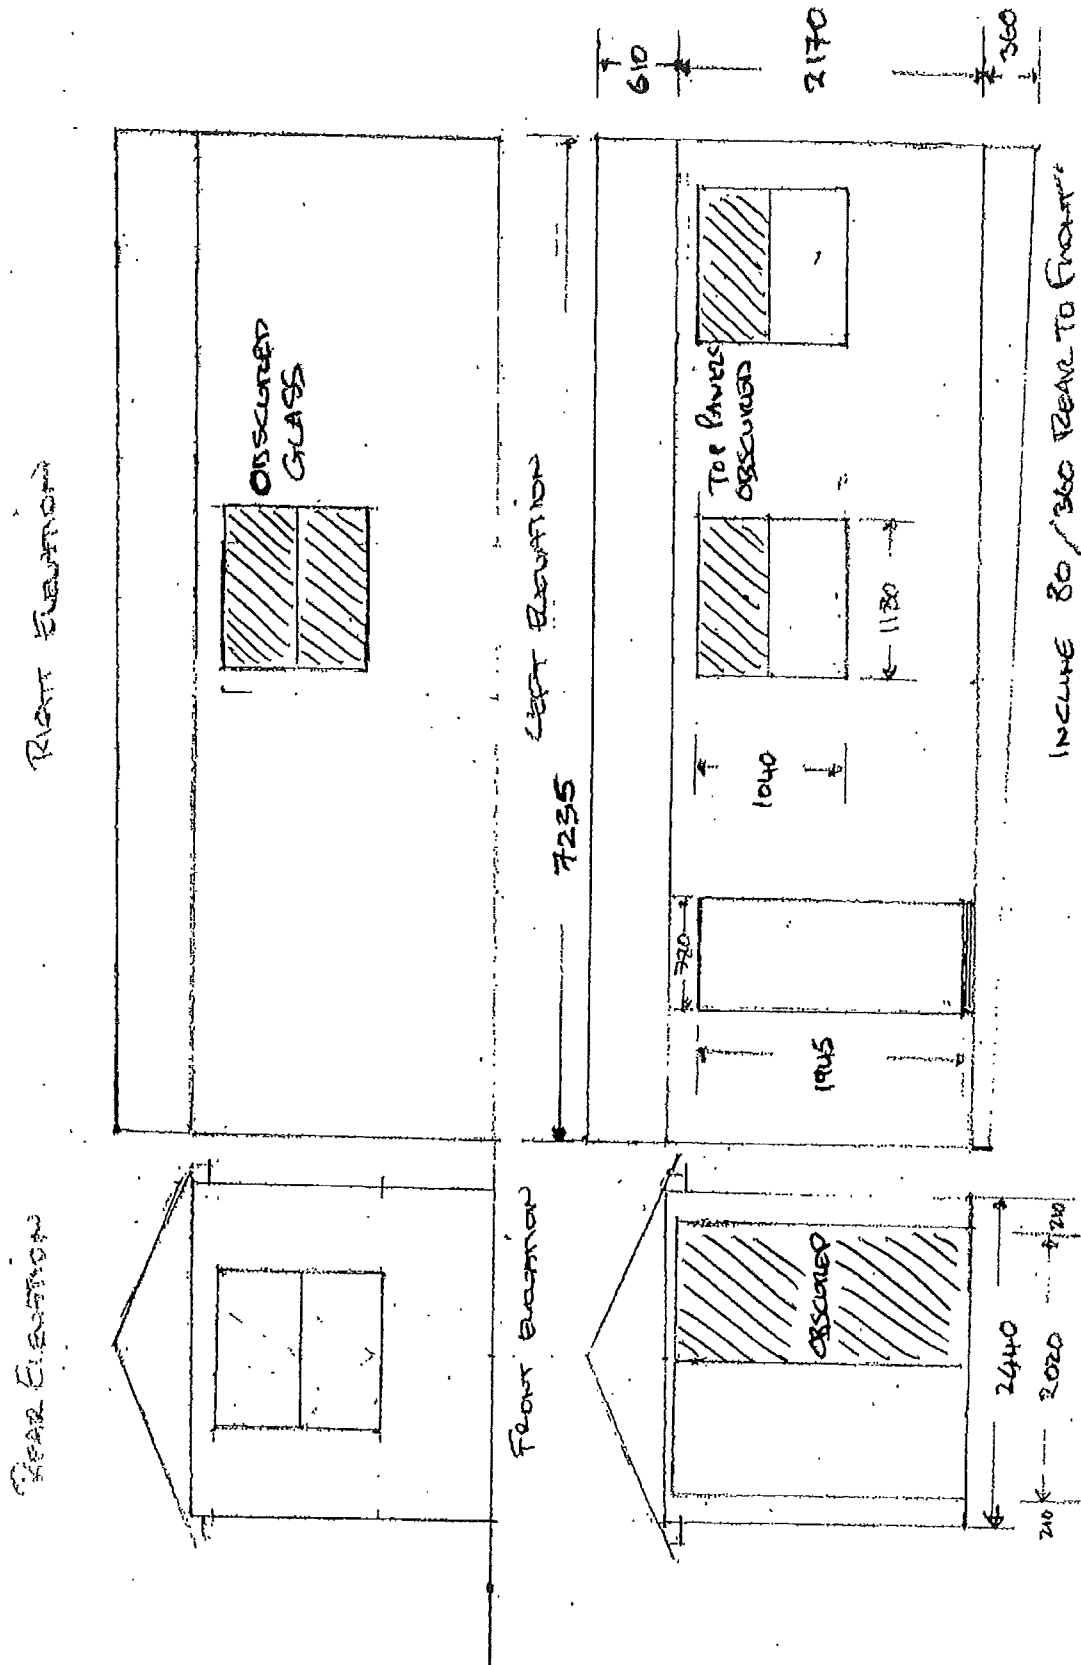 REAR ELEVATION
RIGHT ELEVATION
OBSCURED
GLASS
FRONT ELEVATION
LEFT ELEVATION
7235
610
2170
360
OBSCURED
2440
2020
210
210
720
1945
1040
1180
TOP PANELS
OBSCURED
INCLINE 80/360 REAR TO FRONT